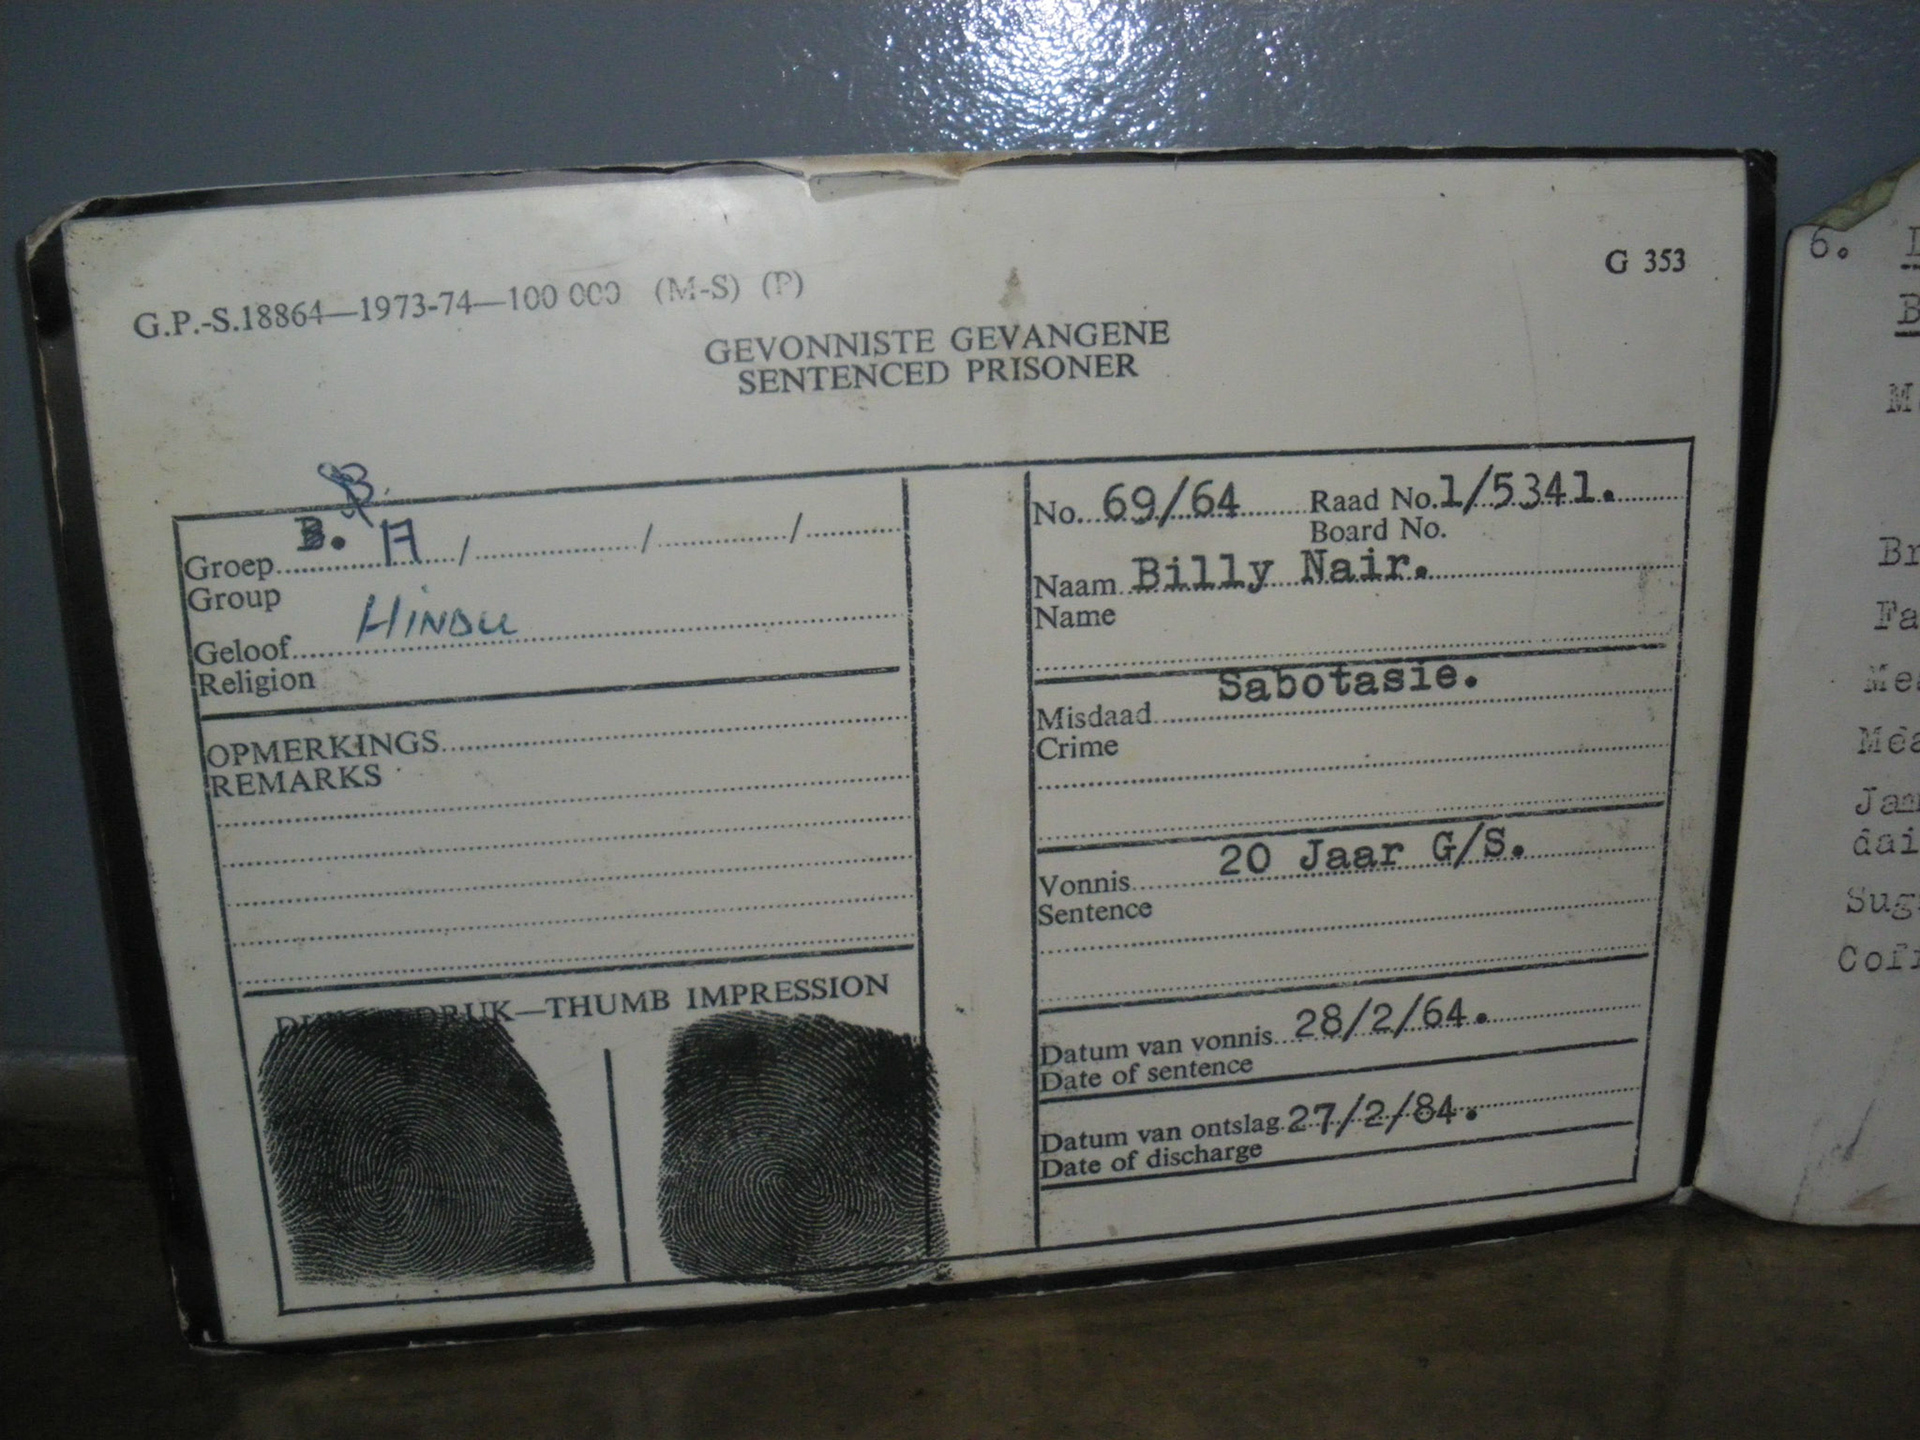 G.P.-S.18864—1973-74—100 000 (M-S) (P)
G 353
GEVONNISTE GEVANGENE
SENTENCED PRISONER
B.
Groep B. A / / /
Group
Geloof HINDU
Religion
OPMERKINGS
REMARKS
DRUK—THUMB IMPRESSION
No. 69/64 Raad No. 1/5341.
Board No.
Naam Billy Nair.
Name
Sabotasie.
Misdaad
Crime
20 Jaar G/S.
Vonnis
Sentence
Datum van vonnis 28/2/64.
Date of sentence
Datum van ontslag 27/2/84.
Date of discharge
6.